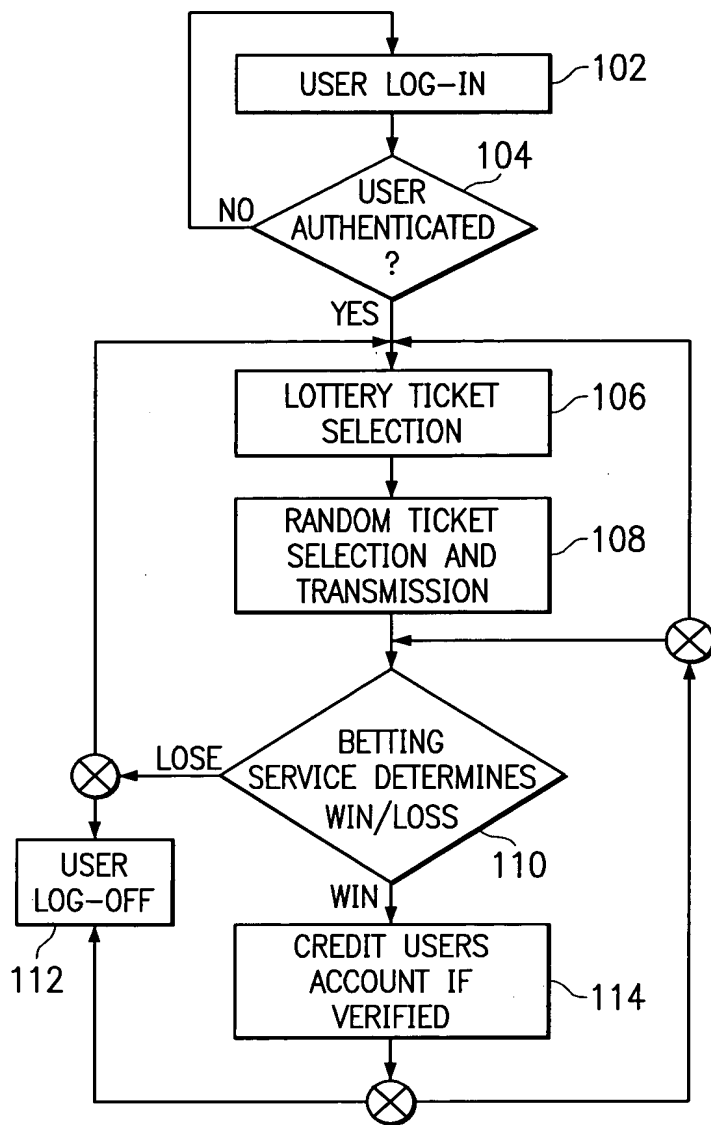 USER LOG-IN
102
104
USER
AUTHENTICATED
?
NO
YES
LOTTERY TICKET
SELECTION
106
RANDOM TICKET
SELECTION AND
TRANSMISSION
108
BETTING
SERVICE DETERMINES
WIN/LOSS
LOSE
110
USER
LOG-OFF
112
WIN
CREDIT USERS
ACCOUNT IF
VERIFIED
114